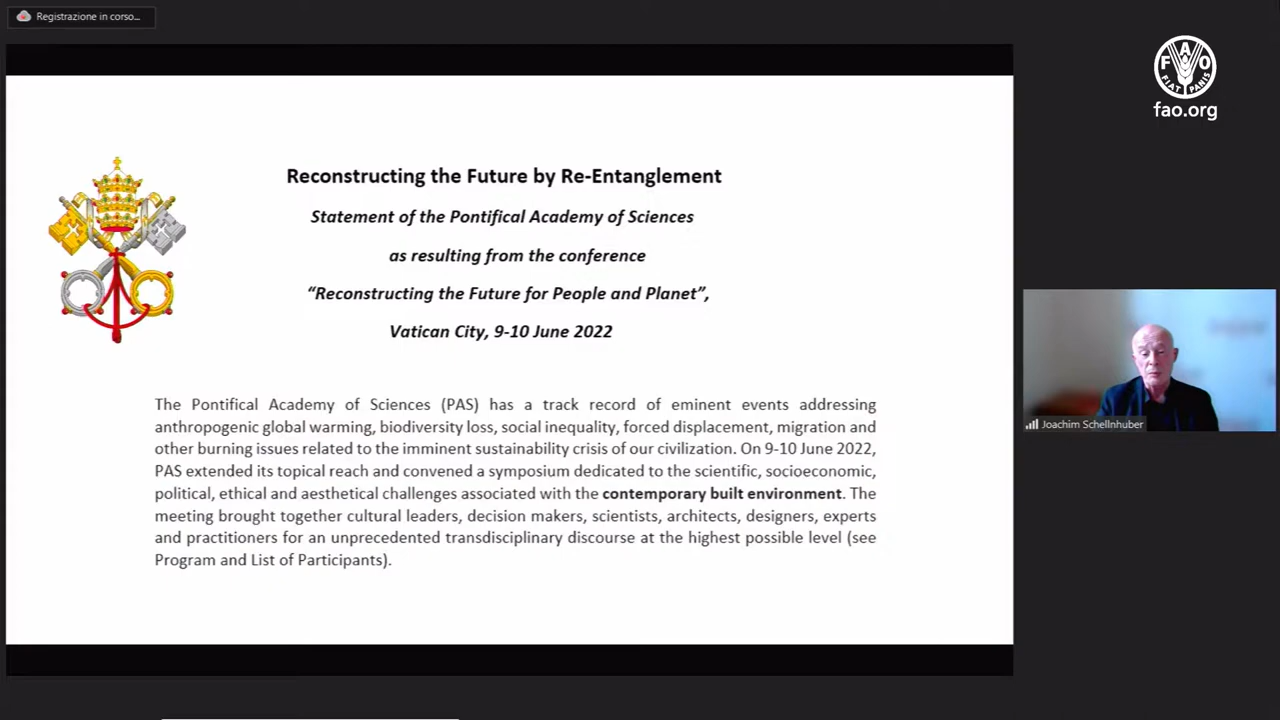 Registrazione in corso...
F A O
FIAT PANIS
fao.org
Reconstructing the Future by Re-Entanglement
Statement of the Pontifical Academy of Sciences
as resulting from the conference
“Reconstructing the Future for People and Planet”,
Vatican City, 9-10 June 2022
The Pontifical Academy of Sciences (PAS) has a track record of eminent events addressing
anthropogenic global warming, biodiversity loss, social inequality, forced displacement, migration and
other burning issues related to the imminent sustainability crisis of our civilization. On 9-10 June 2022,
PAS extended its topical reach and convened a symposium dedicated to the scientific, socioeconomic,
political, ethical and aesthetical challenges associated with the contemporary built environment. The
meeting brought together cultural leaders, decision makers, scientists, architects, designers, experts
and practitioners for an unprecedented transdisciplinary discourse at the highest possible level (see
Program and List of Participants).
Joachim Schellnhuber